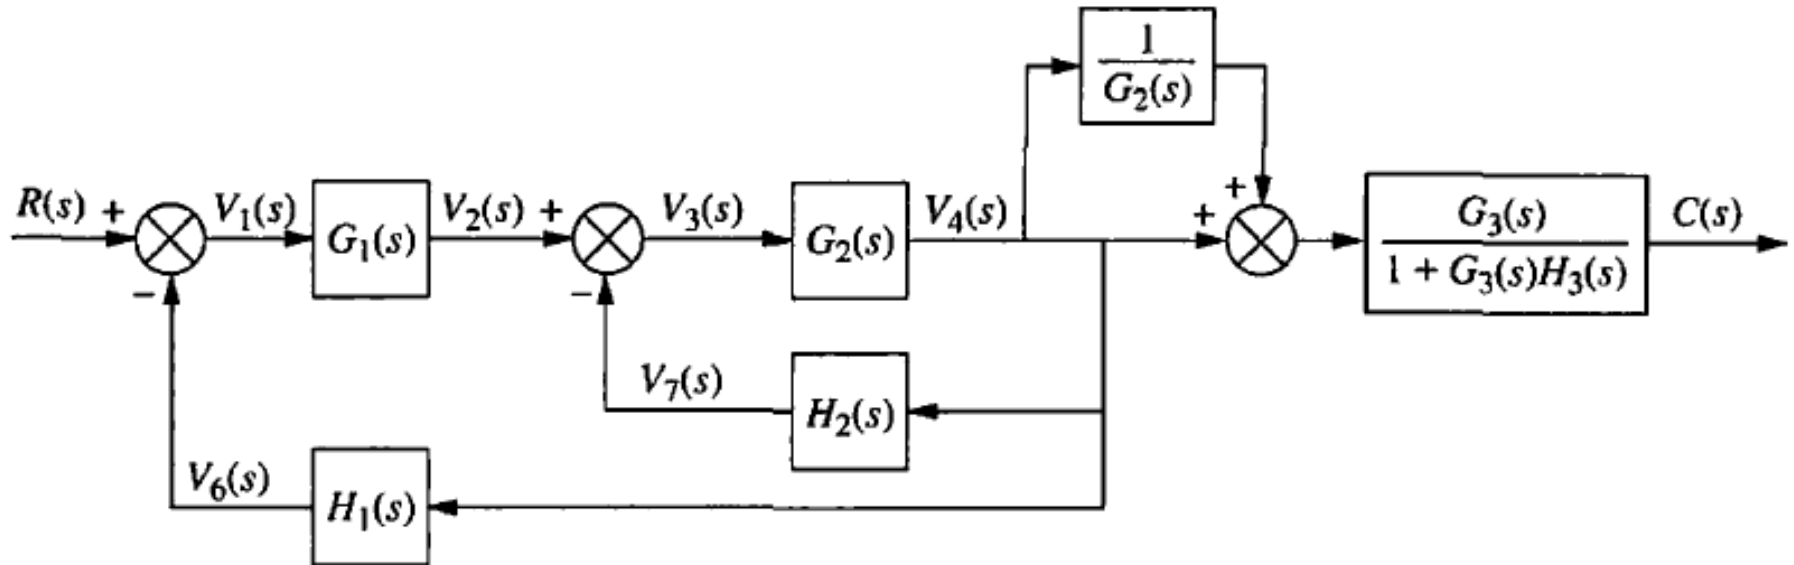 1
G2(s)
R(s) + V1(s) G1(s) V2(s) + V3(s) G2(s) V4(s) + + G3(s) C(s)
1 + G3(s)H3(s)
− −
V7(s) H2(s)
V6(s) H1(s)